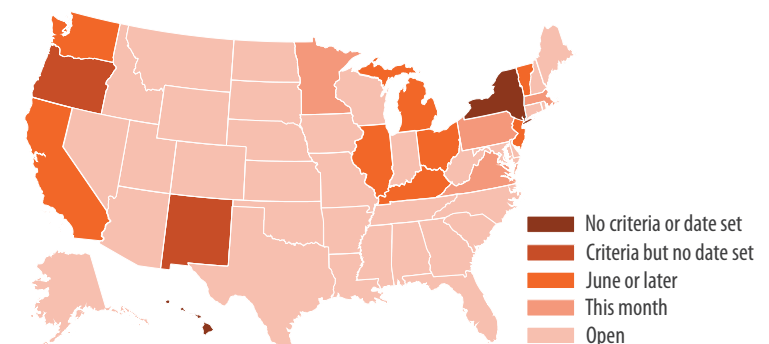 No criteria or date set
Criteria but no date set
June or later
This month
Open